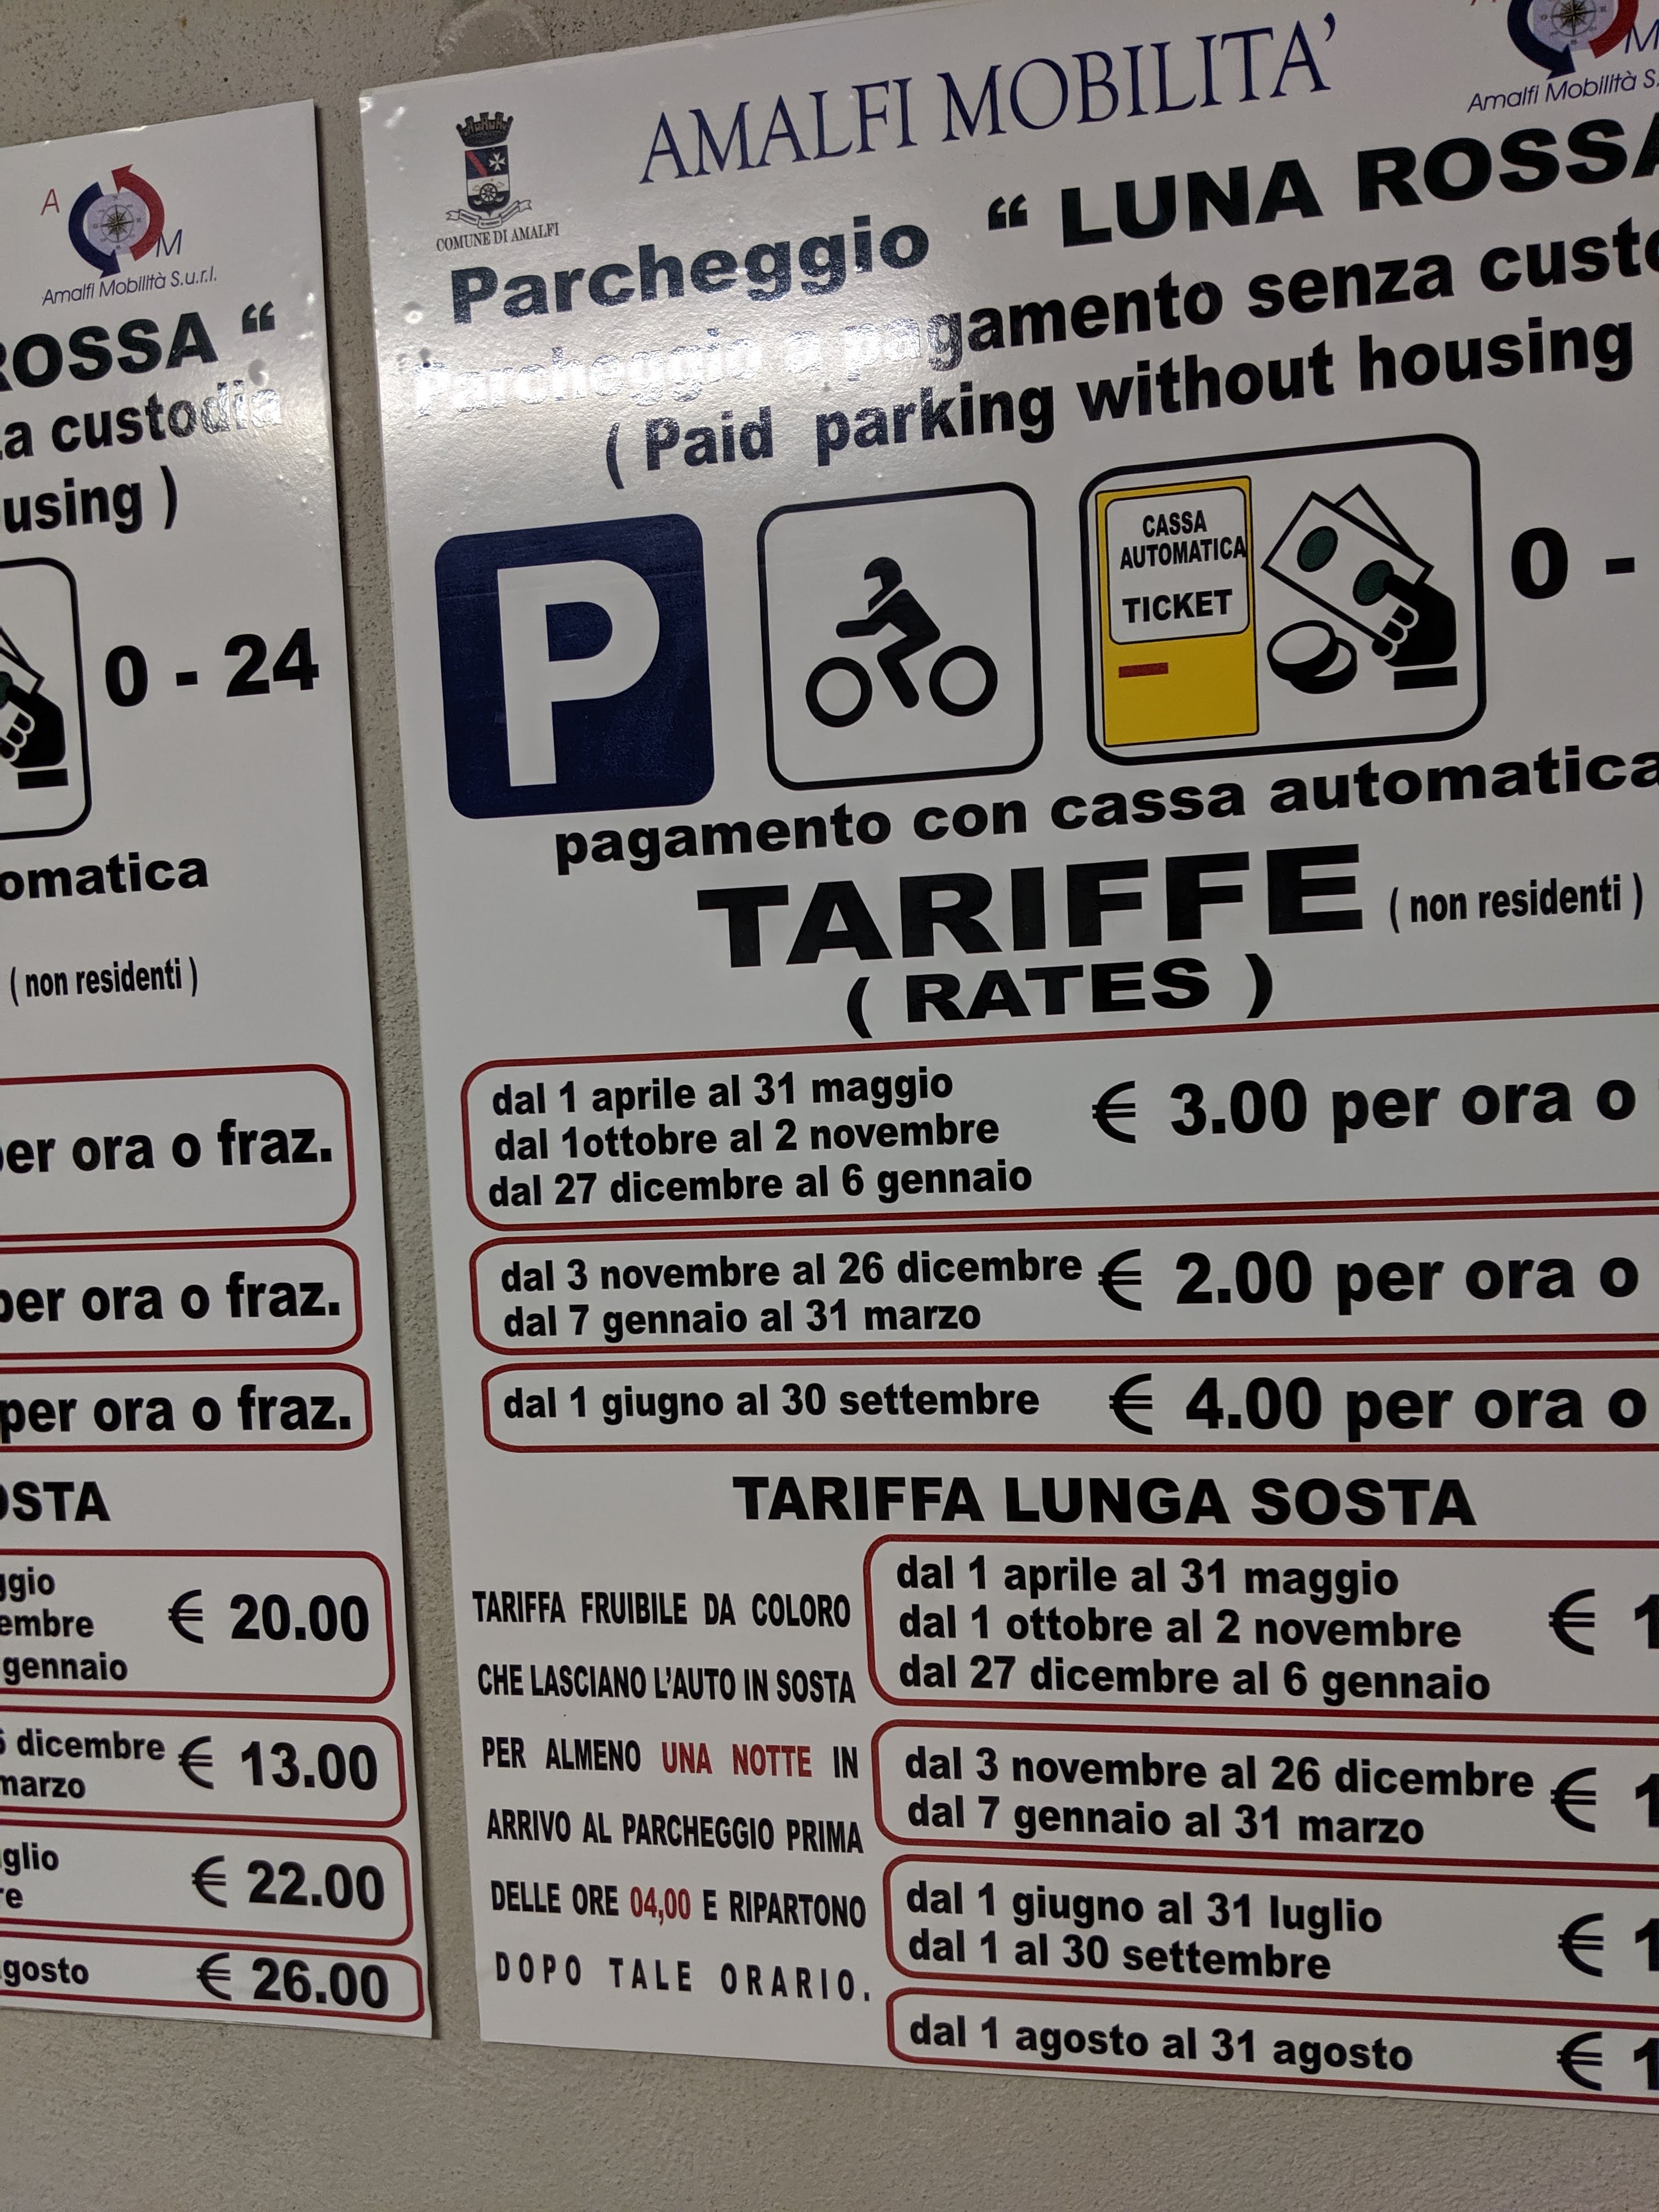 A
M
Amalfi Mobilità S.u.r.l.
ROSSA “
custodia
)
0 - 24
( non residenti )
ora o fraz.
per ora o fraz.
per ora o fraz.
€ 20.00
gennaio
dicembre € 13.00
marzo
€ 22.00
€ 26.00
COMUNE DI AMALFI
AMALFI MOBILITA’
M
Amalfi Mobilità
Parcheggio “ LUNA ROSSA
Parcheggio a pagamento senza
( Paid parking without housing
P
CASSA
AUTOMATICA
TICKET
0 -
pagamento con cassa automatica
TARIFFE ( non residenti )
( RATES )
dal 1 aprile al 31 maggio
dal 1ottobre al 2 novembre
dal 27 dicembre al 6 gennaio
€ 3.00 per ora o
dal 3 novembre al 26 dicembre
dal 7 gennaio al 31 marzo
€ 2.00 per ora o
dal 1 giugno al 30 settembre € 4.00 per ora o
TARIFFA LUNGA SOSTA
TARIFFA FRUIBILE DA COLORO
CHE LASCIANO L’AUTO IN SOSTA
PER ALMENO UNA NOTTE IN
ARRIVO AL PARCHEGGIO PRIMA
DELLE ORE 04,00 E RIPARTONO
DOPO TALE ORARIO.
dal 1 aprile al 31 maggio
dal 1 ottobre al 2 novembre
dal 27 dicembre al 6 gennaio
€ 1
dal 3 novembre al 26 dicembre
dal 7 gennaio al 31 marzo
€ 1
dal 1 giugno al 31 luglio
dal 1 al 30 settembre
€ 1
dal 1 agosto al 31 agosto € 1